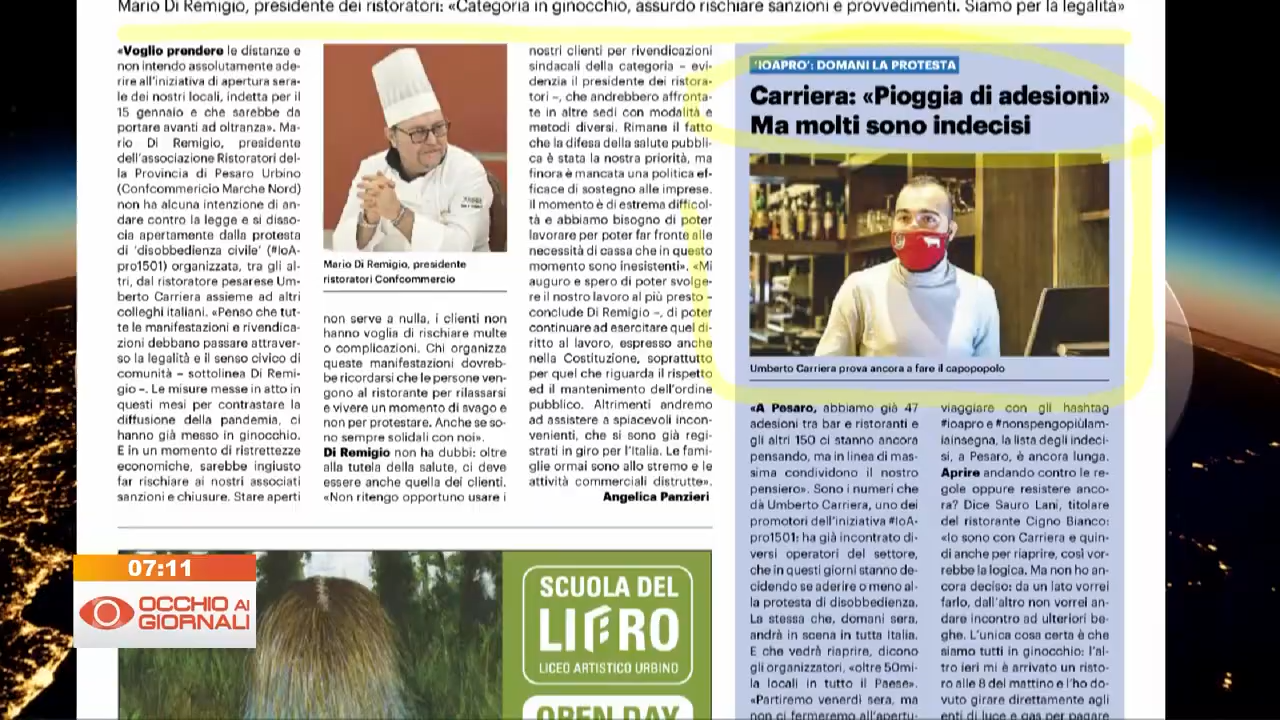 Mario Di Remigio, presidente dei ristoratori: «Categoria in ginocchio, assurdo rischiare sanzioni e provvedimenti. Siamo per la legalità»
«Voglio prendere le distanze e
non intendo assolutamente ade-
rire all'iniziativa di apertura sera-
le dei nostri locali, indetta per il
15 gennaio e che sarebbe da
portare avanti ad oltranza». Ma-
rio Di Remigio, presidente
dell'associazione Ristoratori del-
la Provincia di Pesaro Urbino
(Confcommercio Marche Nord)
non ha alcuna intenzione di an-
dare contro la legge e si disso-
cia apertamente dalla protesta
di 'disobbedienza civile' (#IoA-
pro1501) organizzata, tra gli al-
tri, dal ristoratore pesarese Um-
berto Carriera assieme ad altri
colleghi italiani. «Penso che tut-
te le manifestazioni e rivendica-
zioni debbano passare attraver-
so la legalità e il senso civico di
comunità – sottolinea Di Remi-
gio –. Le misure messe in atto in
questi mesi per contrastare la
diffusione della pandemia, ci
hanno già messo in ginocchio.
E in un momento di ristrettezze
economiche, sarebbe ingiusto
far rischiare ai nostri associati
sanzioni e chiusure. Stare aperti
Mario Di Remigio, presidente
ristoratori Confcommercio
non serve a nulla, i clienti non
hanno voglia di rischiare multe
o complicazioni. Chi organizza
queste manifestazioni dovreb-
be ricordarsi che le persone ven-
gono al ristorante per rilassarsi
e vivere un momento di svago e
non per protestare. Anche se so-
no sempre solidali con noi».
Di Remigio non ha dubbi: oltre
alla tutela della salute, ci deve
essere anche quella dei clienti.
«Non ritengo opportuno usare i
nostri clienti per rivendicazioni
sindacali della categoria – evi-
denzia il presidente dei ristora-
tori –, che andrebbero affronta-
te in altre sedi con modalità e
metodi diversi. Rimane il fatto
che la difesa della salute pubbli-
ca è stata la nostra priorità, ma
finora è mancata una politica ef-
ficace di sostegno alle imprese.
Il momento è di estrema difficol-
tà e abbiamo bisogno di poter
lavorare per poter far fronte alle
necessità di cassa che in questo
momento sono inesistenti». «Mi
auguro e spero di poter svolge-
re il nostro lavoro al più presto –
conclude Di Remigio –, di poter
continuare ad esercitare quel di-
ritto al lavoro, espresso anche
nella Costituzione, soprattutto
per quel che riguarda il rispetto
ed il mantenimento dell'ordine
pubblico. Altrimenti andremo
ad assistere a spiacevoli incon-
venienti, che si sono già regi-
strati in giro per l'Italia. Le fami-
glie ormai sono allo stremo e le
attività commerciali distrutte».
Angelica Panzieri
'IOAPRO': DOMANI LA PROTESTA
Carriera: «Pioggia di adesioni»
Ma molti sono indecisi
Umberto Carriera prova ancora a fare il capopopolo
«A Pesaro, abbiamo già 47
adesioni tra bar e ristoranti e
gli altri 150 ci stanno ancora
pensando, ma in linea di mas-
sima condividono il nostro
pensiero». Sono i numeri che
dà Umberto Carriera, uno dei
promotori dell'iniziativa #IoA-
pro1501: ha già incontrato di-
versi operatori del settore,
che in questi giorni stanno de-
cidendo se aderire o meno al-
la protesta di disobbedienza.
La stessa che, domani sera,
andrà in scena in tutta Italia.
E che vedrà riaprire, dicono
gli organizzatori, «oltre 50mi-
la locali in tutto il Paese».
«Partiremo venerdì sera, ma
non ci fermeremo all'apertu-
viaggiare con gli hashtag
#ioapro e #nonspengopiùlam-
iainsegna, la lista degli indeci-
si, a Pesaro, è ancora lunga.
Aprire andando contro le re-
gole oppure resistere anco-
ra? Dice Sauro Lani, titolare
del ristorante Cigno Bianco:
«Io sono con Carriera e quin-
di anche per riaprire, così vor-
rebbe la logica. Ma non ho an-
cora deciso: da un lato vorrei
farlo, dall'altro non vorrei an-
dare incontro ad ulteriori be-
ghe. L'unica cosa certa è che
siamo tutti in ginocchio: l'al-
tro ieri mi è arrivato un risto-
ro alle 8 del mattino e l'ho do-
vuto girare direttamente agli
enti di luce e gas per pagare
SCUOLA DEL
LIBRO
LICEO ARTISTICO URBINO
OPEN DAY
07:11
OCCHIO AI
GIORNALI